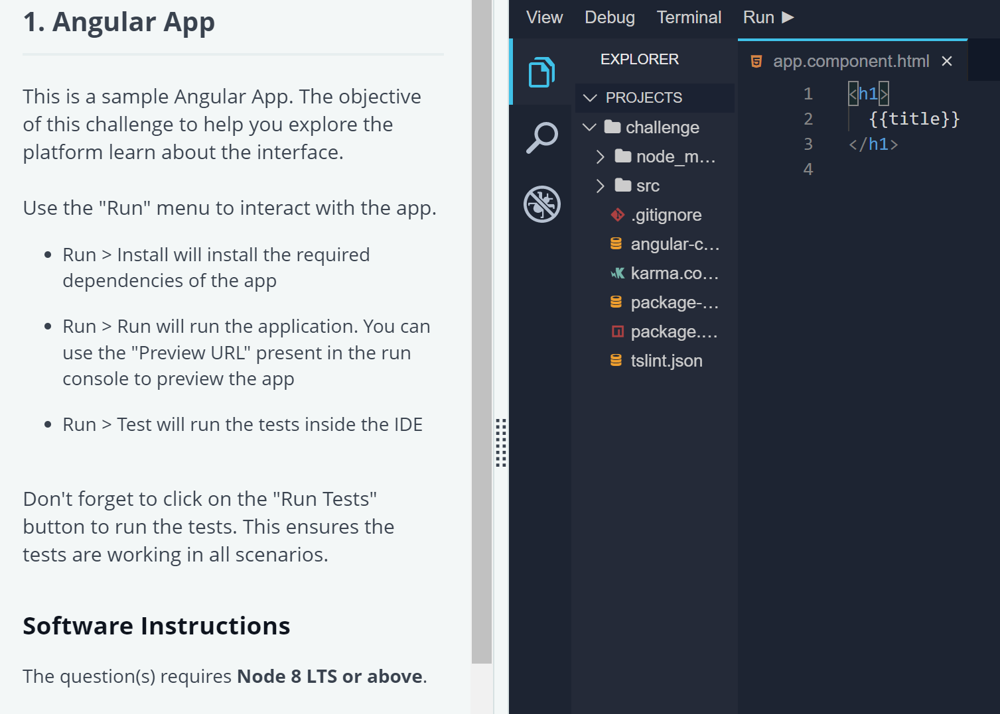 1. Angular App
This is a sample Angular App. The objective
of this challenge to help you explore the
platform learn about the interface.
Use the "Run" menu to interact with the app.
• Run > Install will install the required
dependencies of the app
• Run > Run will run the application. You can
use the "Preview URL" present in the run
console to preview the app
• Run > Test will run the tests inside the IDE
Don't forget to click on the "Run Tests"
button to run the tests. This ensures the
tests are working in all scenarios.
Software Instructions
The question(s) requires Node 8 LTS or above.
View Debug Terminal Run ▶
EXPLORER
PROJECTS
challenge
node_m...
src
.gitignore
angular-c...
karma.co...
package-...
package....
tslint.json
app.component.html ×
1 <h1>
2 {{title}}
3 </h1>
4